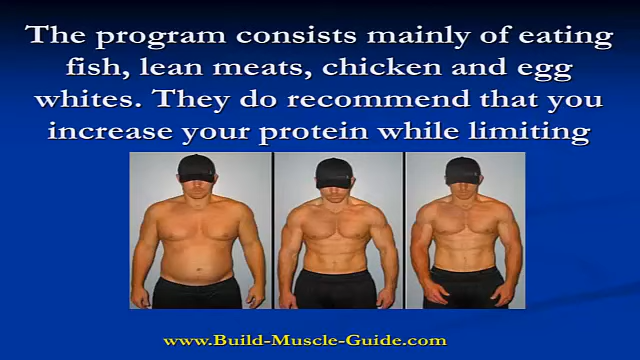 The program consists mainly of eating
fish, lean meats, chicken and egg
whites. They do recommend that you
increase your protein while limiting
www.Build-Muscle-Guide.com